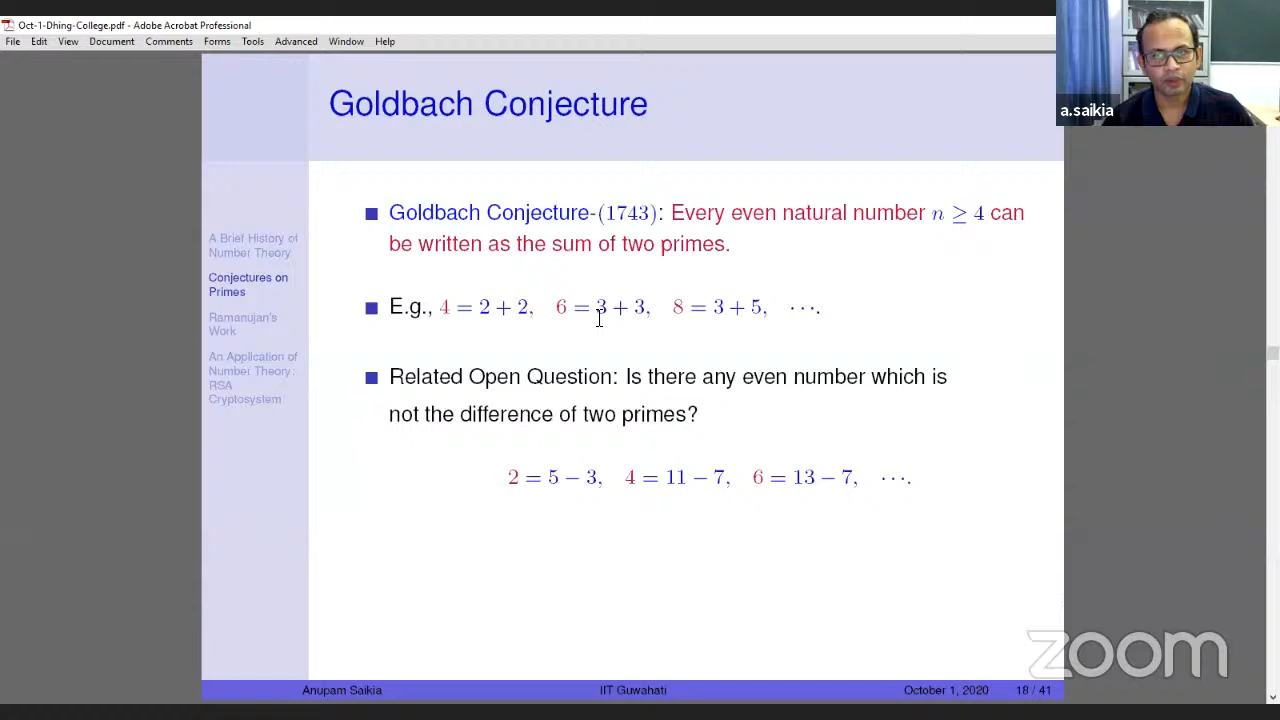 Oct-1-Dhing-College.pdf - Adobe Acrobat Professional
File Edit View Document Comments Forms Tools Advanced Window Help
a.saikia
Goldbach Conjecture
A Brief History of
Number Theory
Conjectures on
Primes
Ramanujan's
Work
An Application of
Number Theory:
RSA
Cryptosystem
Goldbach Conjecture-(1743): Every even natural number n ≥ 4 can
be written as the sum of two primes.
E.g., 4 = 2 + 2, 6 = 3 + 3, 8 = 3 + 5, ⋯.
Related Open Question: Is there any even number which is
not the difference of two primes?
2 = 5 − 3, 4 = 11 − 7, 6 = 13 − 7, ⋯.
zoom
Anupam Saikia IIT Guwahati October 1, 2020 18 / 41